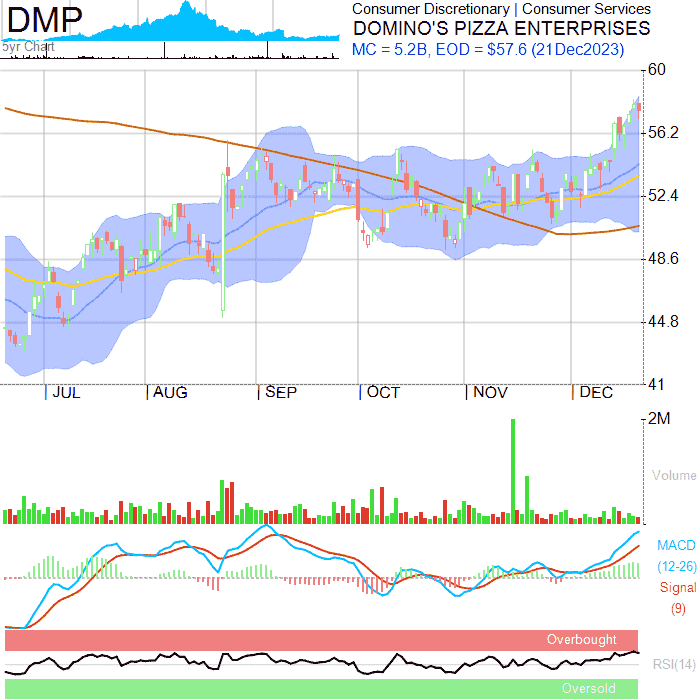 DMP
5yr Chart
Consumer Discretionary | Consumer Services
DOMINO'S PIZZA ENTERPRISES
MC = 5.2B, EOD = $57.6 (21Dec2023)
60
56.2
52.4
48.6
44.8
41
JUL
AUG
SEP
OCT
NOV
DEC
2M
Volume
MACD
(12-26)
Signal
(9)
Overbought
RSI(14)
Oversold